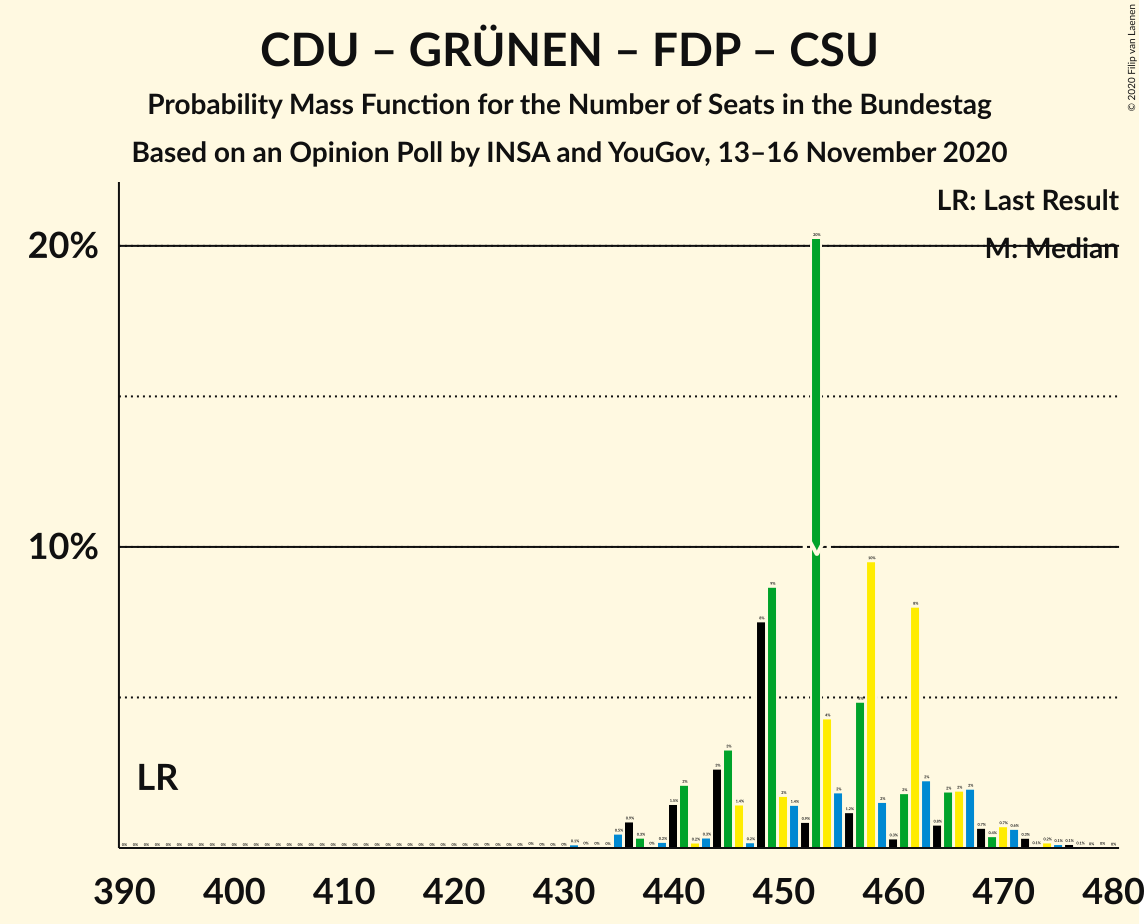 CDU – GRÜNEN – FDP – CSU
Probability Mass Function for the Number of Seats in the Bundestag
Based on an Opinion Poll by INSA and YouGov, 13–16 November 2020
© 2020 Filip van Laenen
LR: Last Result
M: Median
20%
10%
LR
M
390 400 410 420 430 440 450 460 470 480